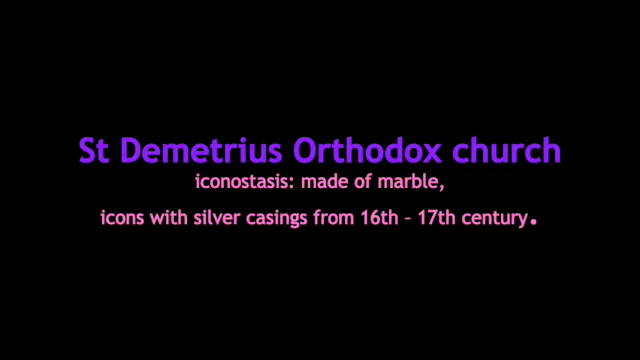 St Demetrius Orthodox church
iconostasis: made of marble,
icons with silver casings from 16th – 17th century.